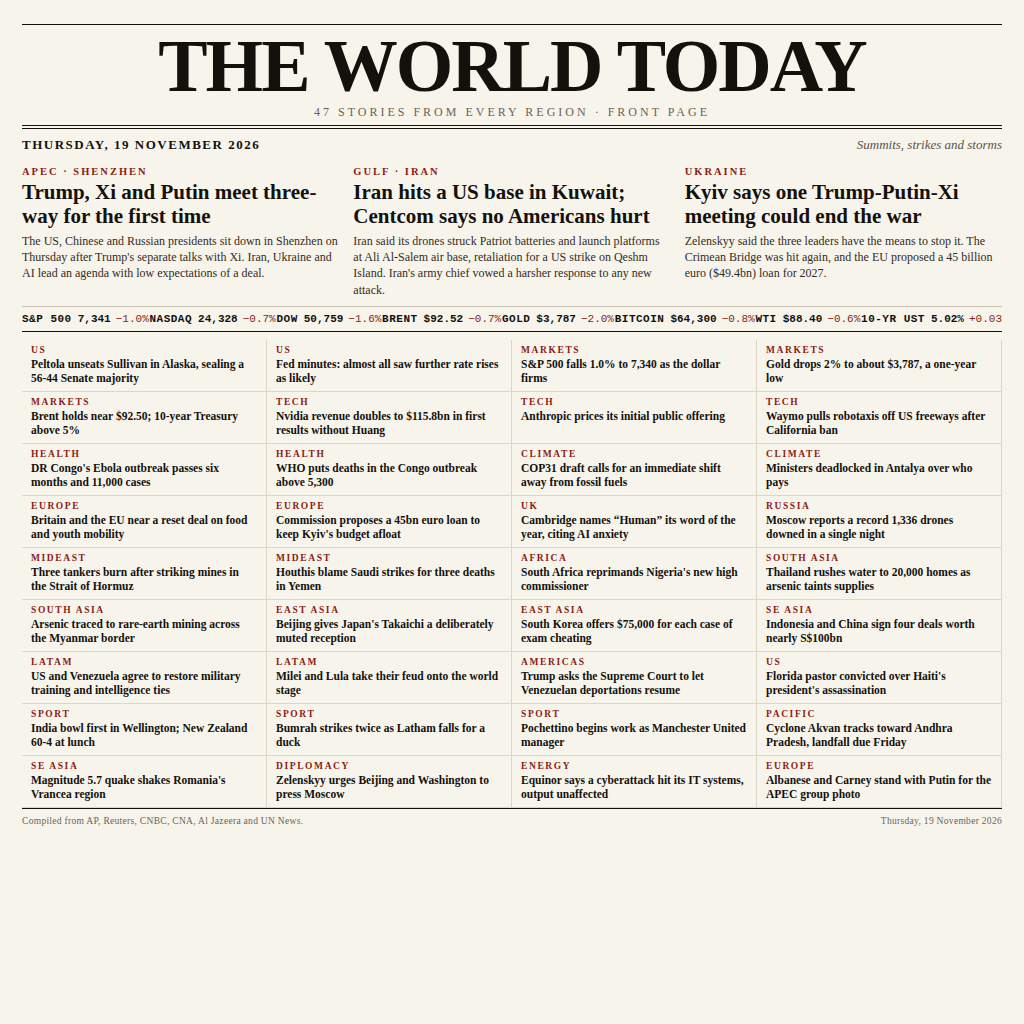 THE WORLD TODAY
47 STORIES FROM EVERY REGION · FRONT PAGE
THURSDAY, 19 NOVEMBER 2026
Summits, strikes and storms
APEC · SHENZHEN
Trump, Xi and Putin meet three-
way for the first time
The US, Chinese and Russian presidents sit down in Shenzhen on
Thursday after Trump's separate talks with Xi. Iran, Ukraine and
AI lead an agenda with low expectations of a deal.
GULF · IRAN
Iran hits a US base in Kuwait;
Centcom says no Americans hurt
Iran said its drones struck Patriot batteries and launch platforms
at Ali Al-Salem air base, retaliation for a US strike on Qeshm
Island. Iran's army chief vowed a harsher response to any new
attack.
UKRAINE
Kyiv says one Trump-Putin-Xi
meeting could end the war
Zelenskyy said the three leaders have the means to stop it. The
Crimean Bridge was hit again, and the EU proposed a 45 billion
euro ($49.4bn) loan for 2027.
S&P 500 7,341 −1.0% NASDAQ 24,328 −0.7% DOW 50,759 −1.6% BRENT $92.52 −0.7% GOLD $3,787 −2.0% BITCOIN $64,300 −0.8% WTI $88.40 −0.6% 10-YR UST 5.02% +0.03
US
Peltola unseats Sullivan in Alaska, sealing a
56-44 Senate majority
US
Fed minutes: almost all saw further rate rises
as likely
MARKETS
S&P 500 falls 1.0% to 7,340 as the dollar
firms
MARKETS
Gold drops 2% to about $3,787, a one-year
low
MARKETS
Brent holds near $92.50; 10-year Treasury
above 5%
TECH
Nvidia revenue doubles to $115.8bn in first
results without Huang
TECH
Anthropic prices its initial public offering
TECH
Waymo pulls robotaxis off US freeways after
California ban
HEALTH
DR Congo's Ebola outbreak passes six
months and 11,000 cases
HEALTH
WHO puts deaths in the Congo outbreak
above 5,300
CLIMATE
COP31 draft calls for an immediate shift
away from fossil fuels
CLIMATE
Ministers deadlocked in Antalya over who
pays
EUROPE
Britain and the EU near a reset deal on food
and youth mobility
EUROPE
Commission proposes a 45bn euro loan to
keep Kyiv's budget afloat
UK
Cambridge names “Human” its word of the
year, citing AI anxiety
RUSSIA
Moscow reports a record 1,336 drones
downed in a single night
MIDEAST
Three tankers burn after striking mines in
the Strait of Hormuz
MIDEAST
Houthis blame Saudi strikes for three deaths
in Yemen
AFRICA
South Africa reprimands Nigeria's new high
commissioner
SOUTH ASIA
Thailand rushes water to 20,000 homes as
arsenic taints supplies
SOUTH ASIA
Arsenic traced to rare-earth mining across
the Myanmar border
EAST ASIA
Beijing gives Japan's Takaichi a deliberately
muted reception
EAST ASIA
South Korea offers $75,000 for each case of
exam cheating
SE ASIA
Indonesia and China sign four deals worth
nearly S$100bn
LATAM
US and Venezuela agree to restore military
training and intelligence ties
LATAM
Milei and Lula take their feud onto the world
stage
AMERICAS
Trump asks the Supreme Court to let
Venezuelan deportations resume
US
Florida pastor convicted over Haiti's
president's assassination
SPORT
India bowl first in Wellington; New Zealand
60-4 at lunch
SPORT
Bumrah strikes twice as Latham falls for a
duck
SPORT
Pochettino begins work as Manchester United
manager
PACIFIC
Cyclone Akvan tracks toward Andhra
Pradesh, landfall due Friday
SE ASIA
Magnitude 5.7 quake shakes Romania's
Vrancea region
DIPLOMACY
Zelenskyy urges Beijing and Washington to
press Moscow
ENERGY
Equinor says a cyberattack hit its IT systems,
output unaffected
EUROPE
Albanese and Carney stand with Putin for the
APEC group photo
Compiled from AP, Reuters, CNBC, CNA, Al Jazeera and UN News.
Thursday, 19 November 2026